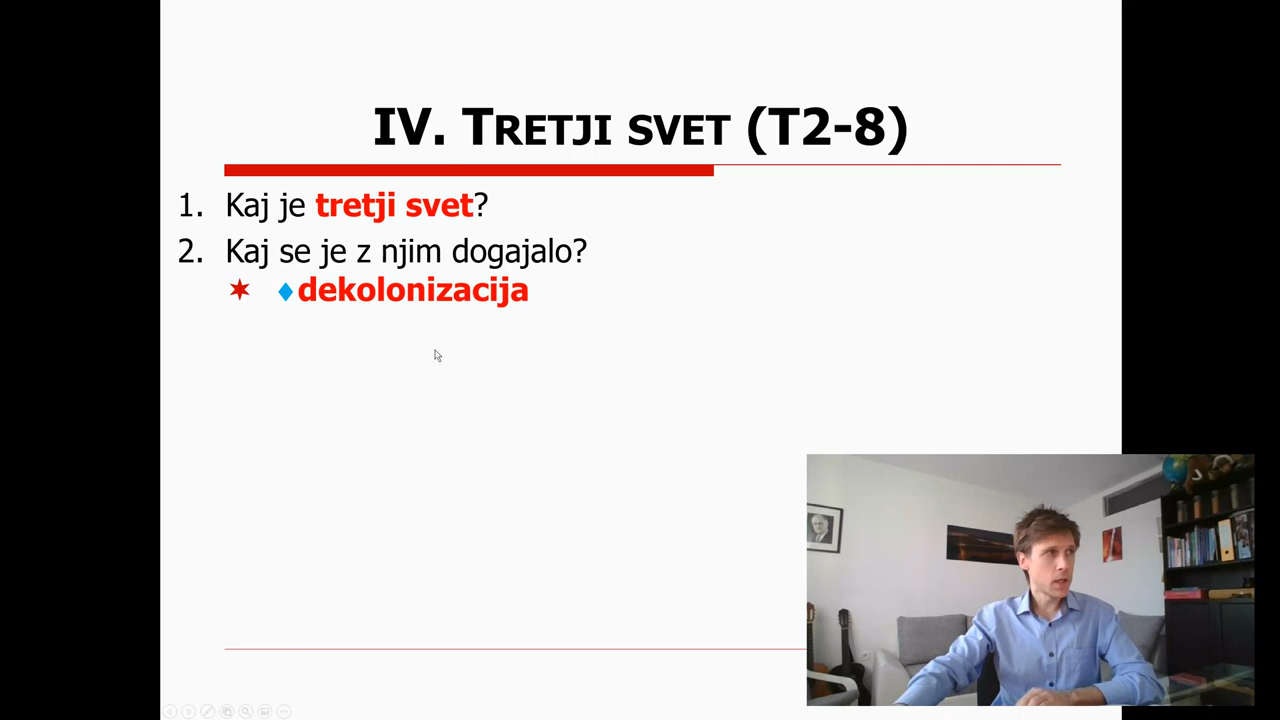 IV. TRETJI SVET (T2-8)
1. Kaj je tretji svet?
2. Kaj se je z njim dogajalo?
dekolonizacija